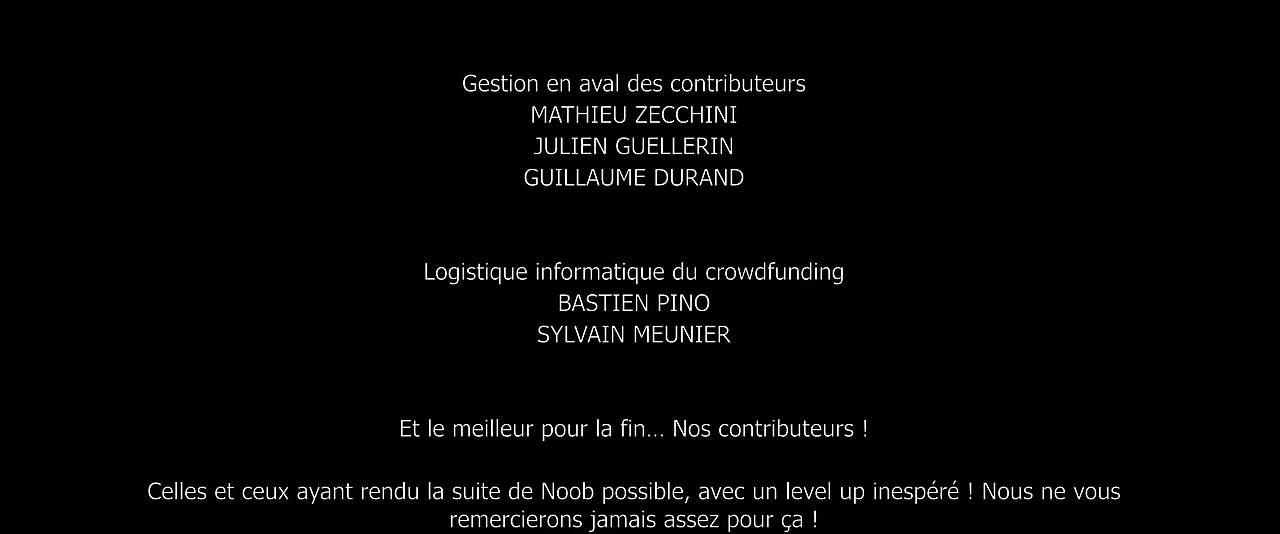 Gestion en aval des contributeurs
MATHIEU ZECCHINI
JULIEN GUELLERIN
GUILLAUME DURAND
Logistique informatique du crowdfunding
BASTIEN PINO
SYLVAIN MEUNIER
Et le meilleur pour la fin... Nos contributeurs !
Celles et ceux ayant rendu la suite de Noob possible, avec un level up inespéré ! Nous ne vous
remercierons jamais assez pour ça !